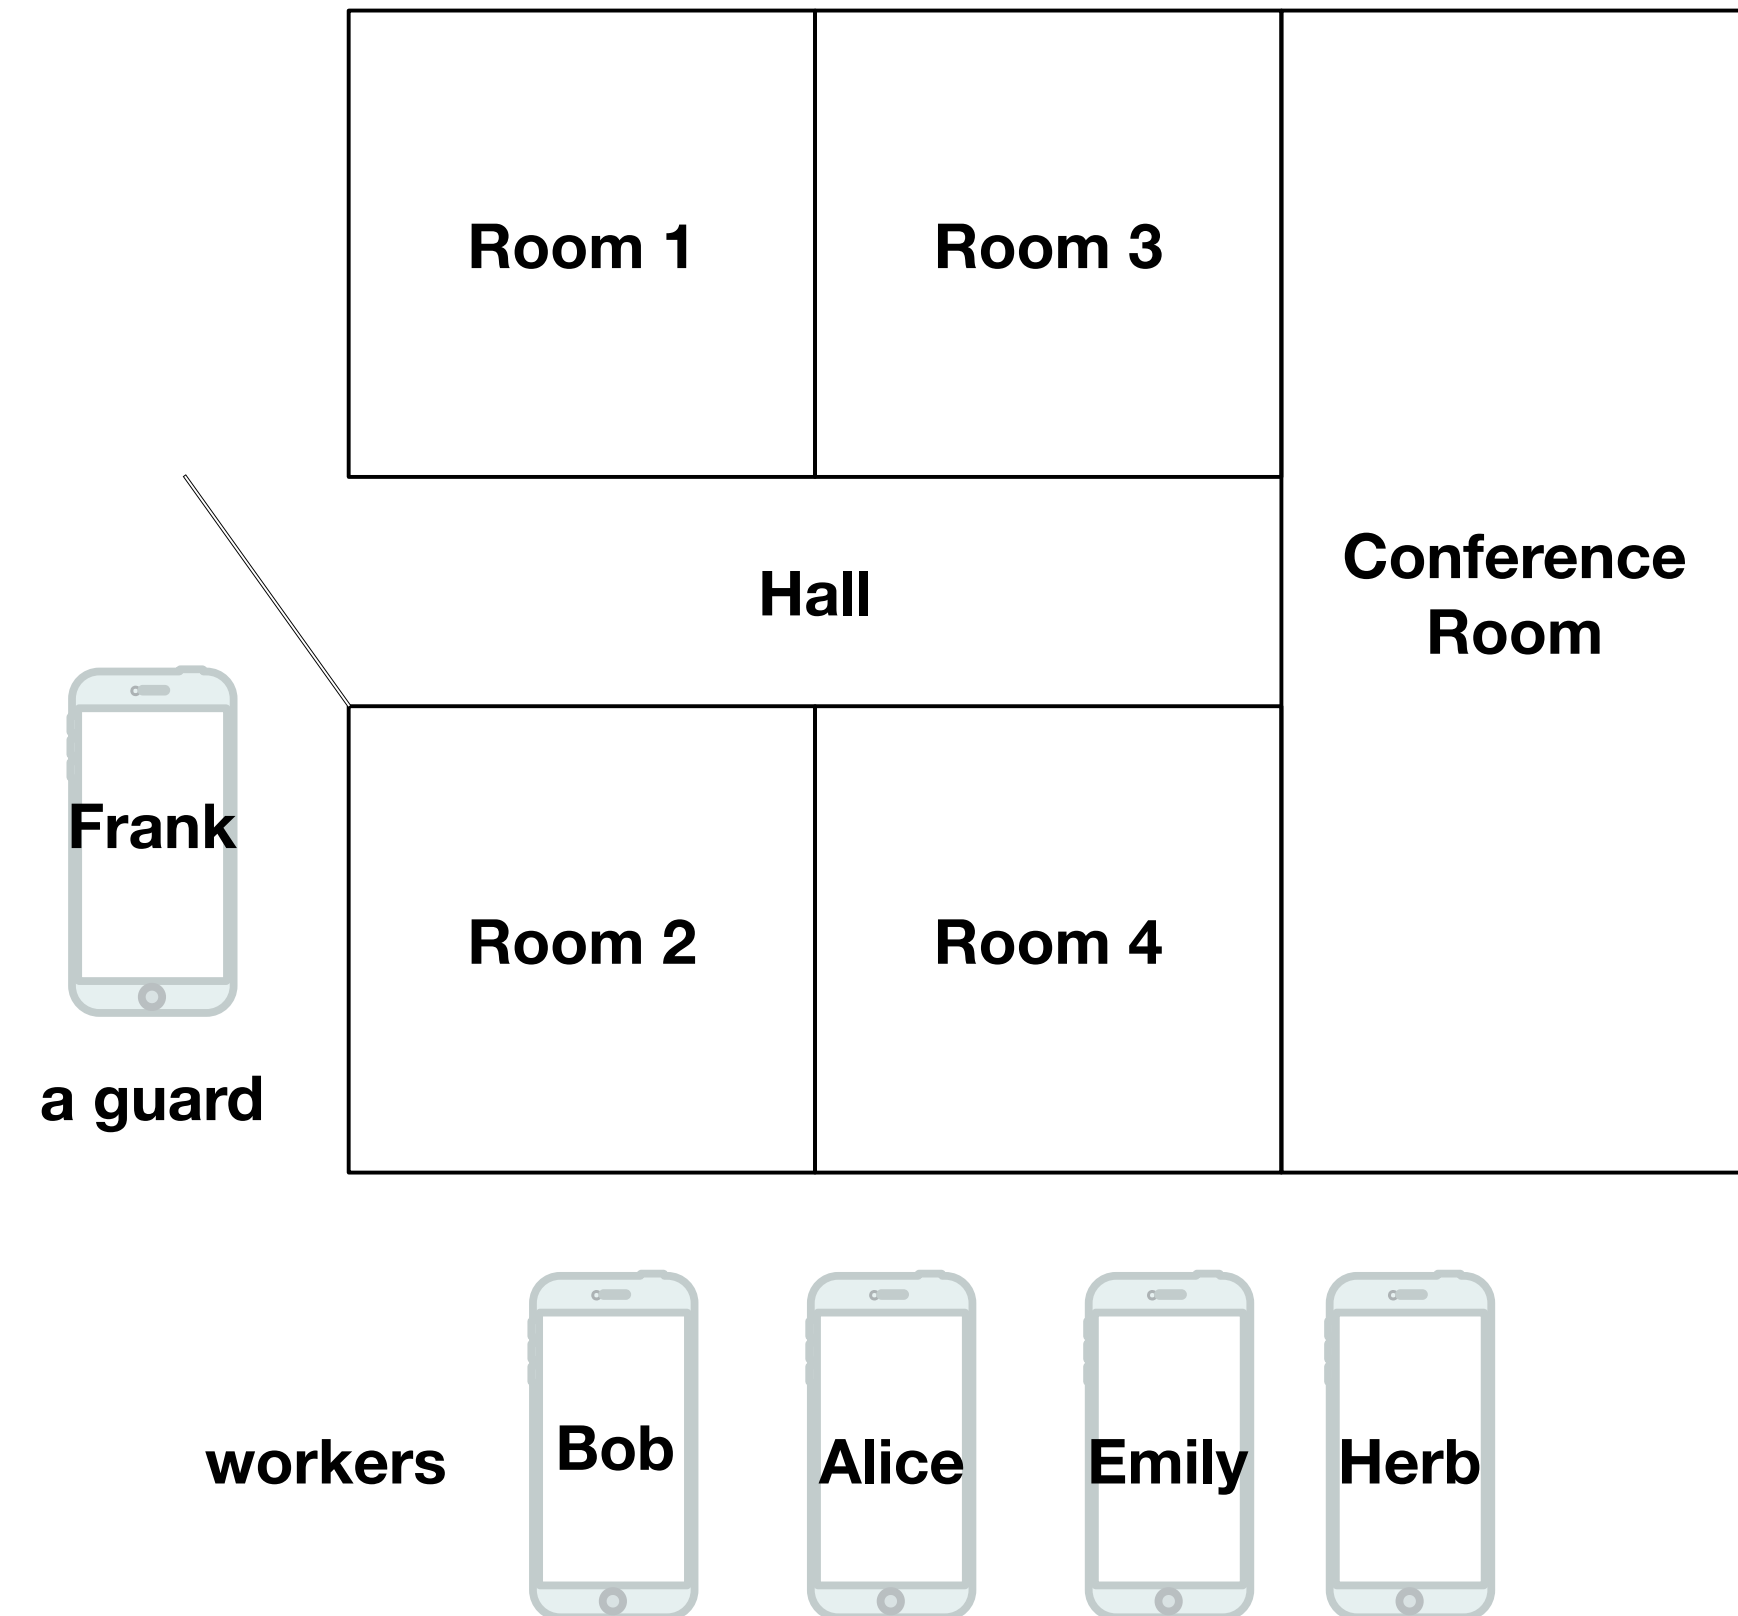 Room 1
Room 3
Conference
Room
Hall
Frank
Room 2
Room 4
a guard
workers
Bob
Alice
Emily
Herb